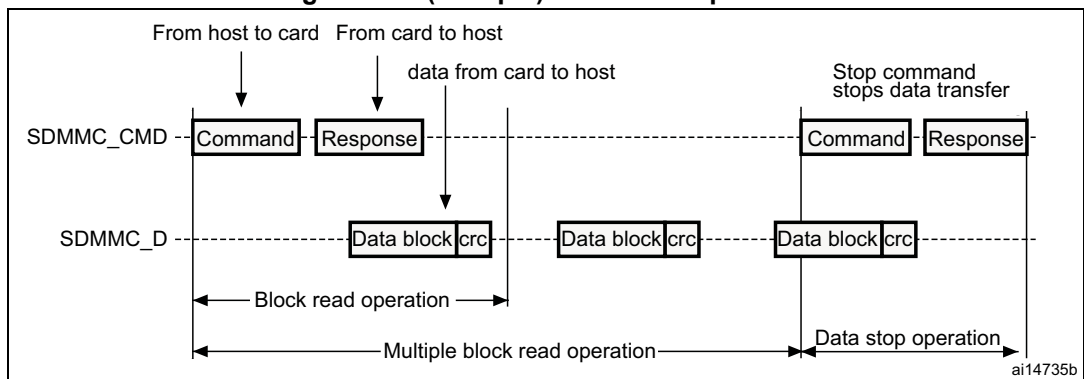 From host to card From card to host
data from card to host
Stop command
stops data transfer
SDMMC_CMD Command Response Command Response
SDMMC_D Data block crc Data block crc Data block crc
Block read operation
Data stop operation
Multiple block read operation
ai14735b